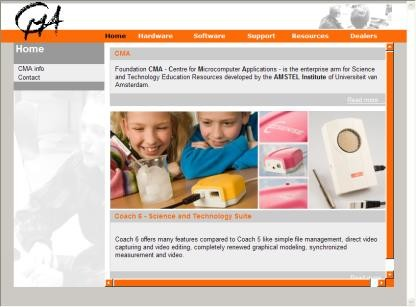 CMA
Home Hardware Software Support Resources Dealers
Home
CMA info
Contact
CMA
Foundation CMA - Centre for Microcomputer Applications - is the enterprise arm for Science
and Technology Education Resources developed by the AMSTEL Institute of Universiteit van
Amsterdam.
Read more
Coach 6 - Science and Technology Suite
Coach 6 offers many features compared to Coach 5 like simple file management, direct video
capturing and video editing, completely renewed graphical modeling, synchronized
measurement and video.
Read more